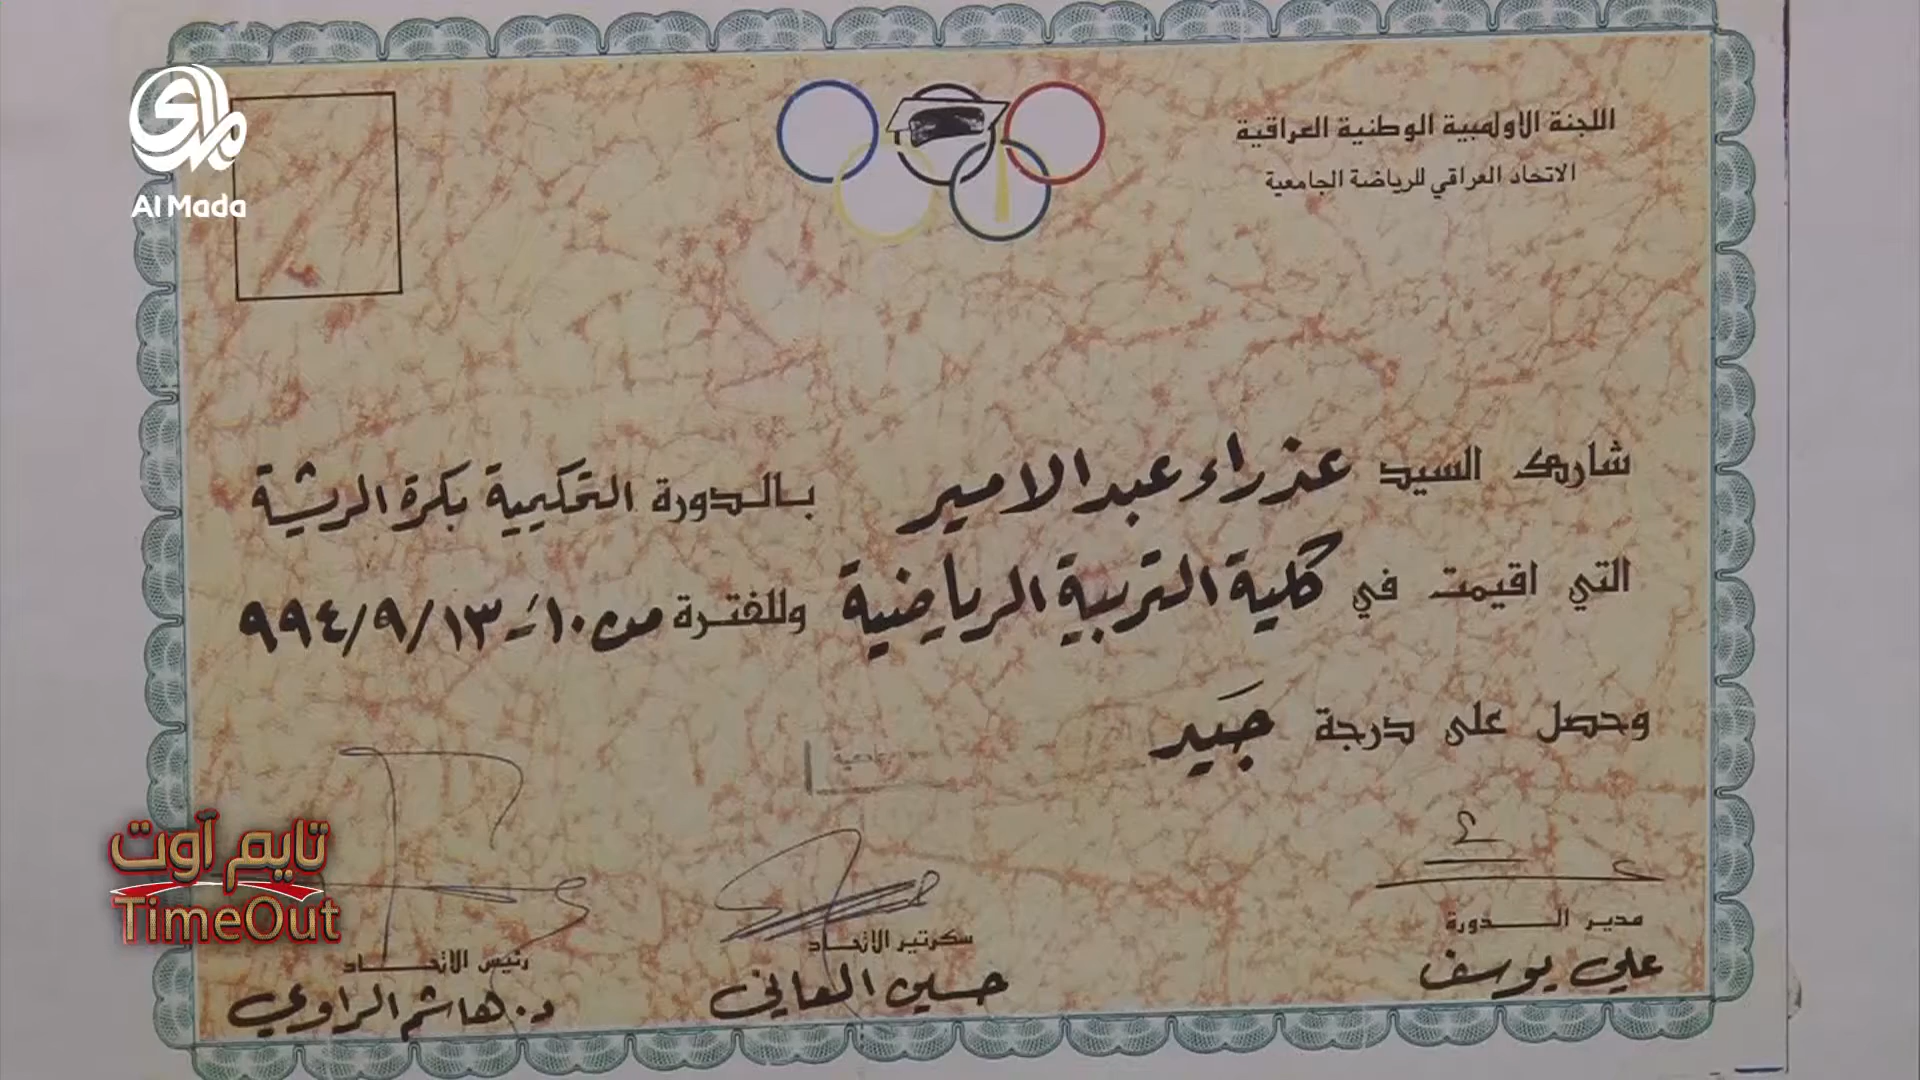 مدى
Al Mada
اللجنة الاولمبية الوطنية العراقية
الاتحاد العراقي للرياضة الجامعية
شارك السيد عذراء عبد الامير بالدورة التحكيمية بكرة الريشة
التي اقيمت في كلية التربية الرياضية وللفترة من ١٠ - ٩٩٤/٩/١٣
وحصل على درجة جَيد
مدير الدورة
علي يوسف
سكرتير الاتحاد
حسين العاني
رئيس الاتحاد
د. هاشم الراوي
تايم آوت
TimeOut